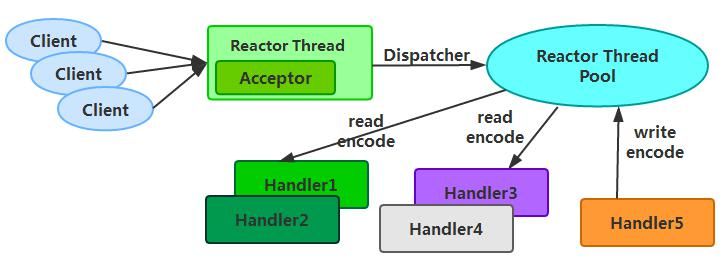 Client
Client
Client
Reactor Thread
Acceptor
Dispatcher
Reactor Thread
Pool
read
encode
read
encode
write
encode
Handler1
Handler2
Handler3
Handler4
Handler5